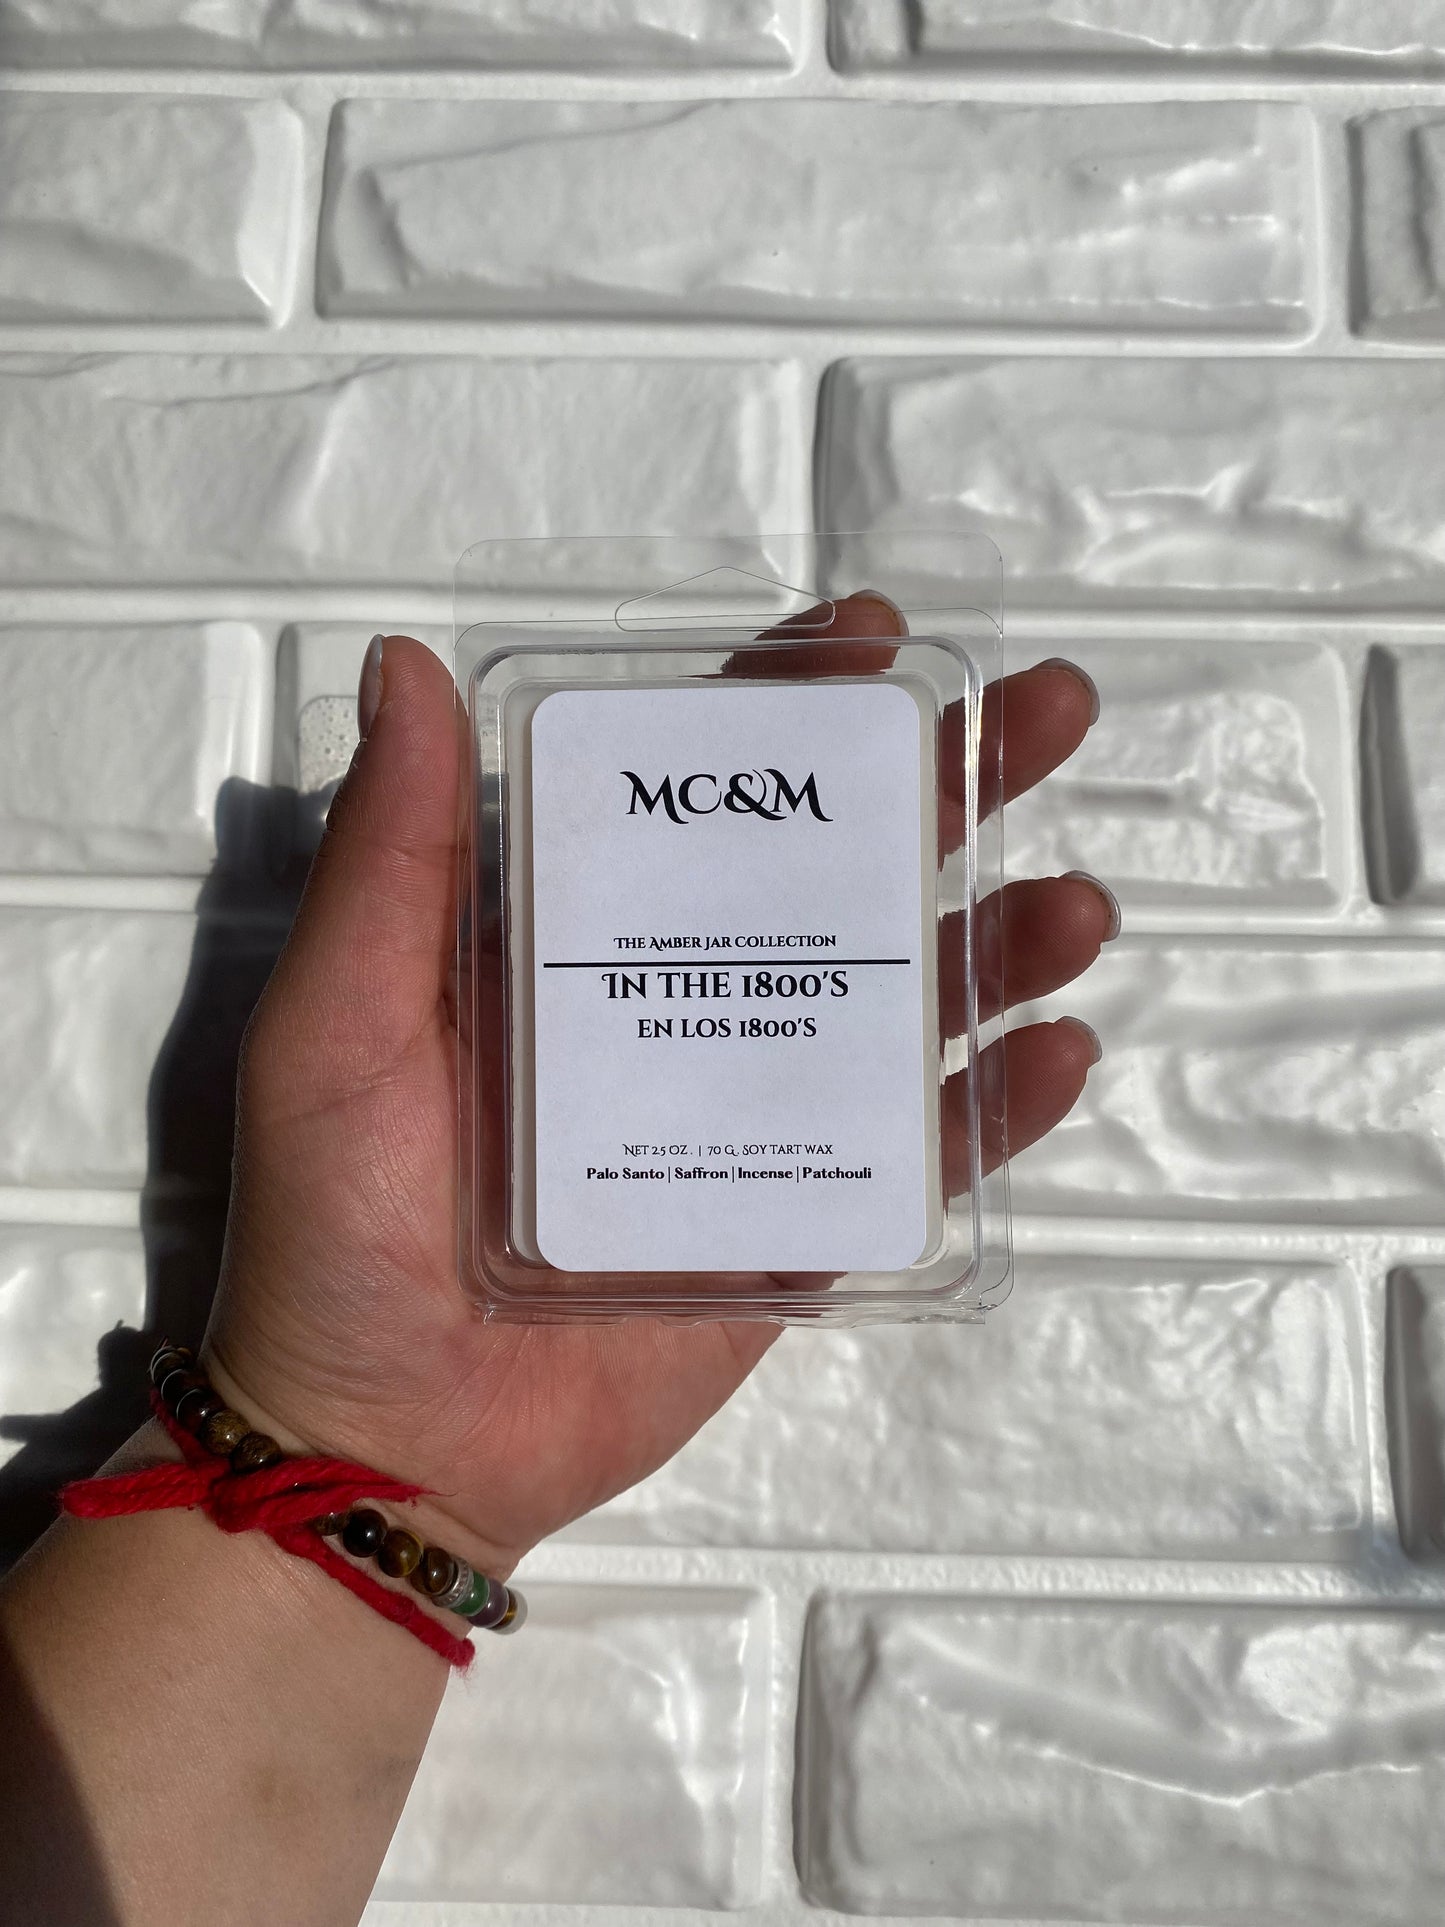 MC&M
The Amber Jar Collection
In the 1800's
En los 1800's
Net 2.5 oz. | 70 g. Soy tart wax
Palo Santo | Saffron | Incense | Patchouli